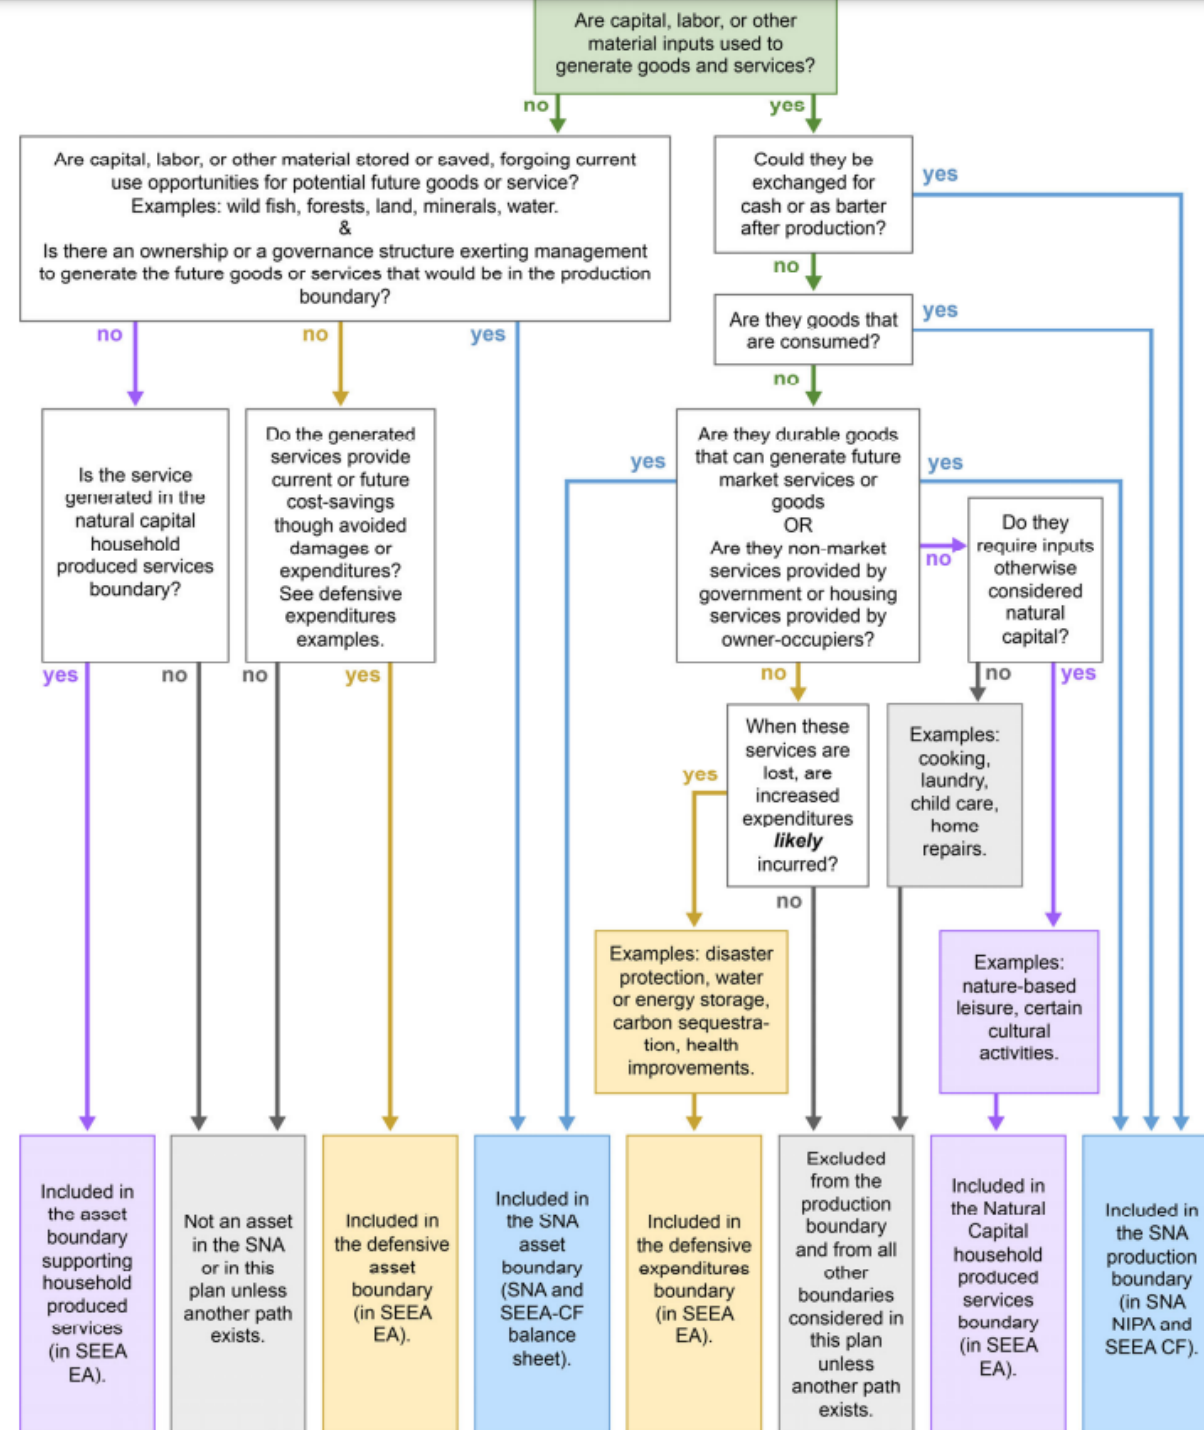 Are capital, labor, or other
material inputs used to
generate goods and services?
no
yes
Are capital, labor, or other material stored or saved, forgoing current
use opportunities for potential future goods or service?
Examples: wild fish, forests, land, minerals, water.
&
Is there an ownership or a governance structure exerting management
to generate the future goods or services that would be in the production
boundary?
Could they be
exchanged for
cash or as barter
after production?
yes
no
Are they goods that
are consumed?
yes
no
no
no
yes
Is the service
generated in the
natural capital
household
produced services
boundary?
Do the generated
services provide
current or future
cost-savings
though avoided
damages or
expenditures?
See defensive
expenditures
examples.
yes
Are they durable goods
that can generate future
market services or
goods
OR
Are they non-market
services provided by
government or housing
services provided by
owner-occupiers?
yes
no
Do they
require inputs
otherwise
considered
natural
capital?
yes
no
no
yes
no
no
yes
When these
services are
lost, are
increased
expenditures
likely
incurred?
yes
no
Examples:
cooking,
laundry,
child care,
home
repairs.
Examples: disaster
protection, water
or energy storage,
carbon sequestra-
tion, health
improvements.
Examples:
nature-based
leisure, certain
cultural
activities.
Included in
the asset
boundary
supporting
household
produced
services
(in SEEA
EA).
Not an asset
in the SNA
or in this
plan unless
another path
exists.
Included in
the defensive
asset
boundary
(in SEEA
EA).
Included in
the SNA
asset
boundary
(SNA and
SEEA-CF
balance
sheet).
Included in
the defensive
expenditures
boundary
(in SEEA
EA).
Excluded
from the
production
boundary
and from all
other
boundaries
considered in
this plan
unless
another path
exists.
Included in
the Natural
Capital
household
produced
services
boundary
(in SEEA
EA).
Included in
the SNA
production
boundary
(in SNA
NIPA and
SEEA CF).